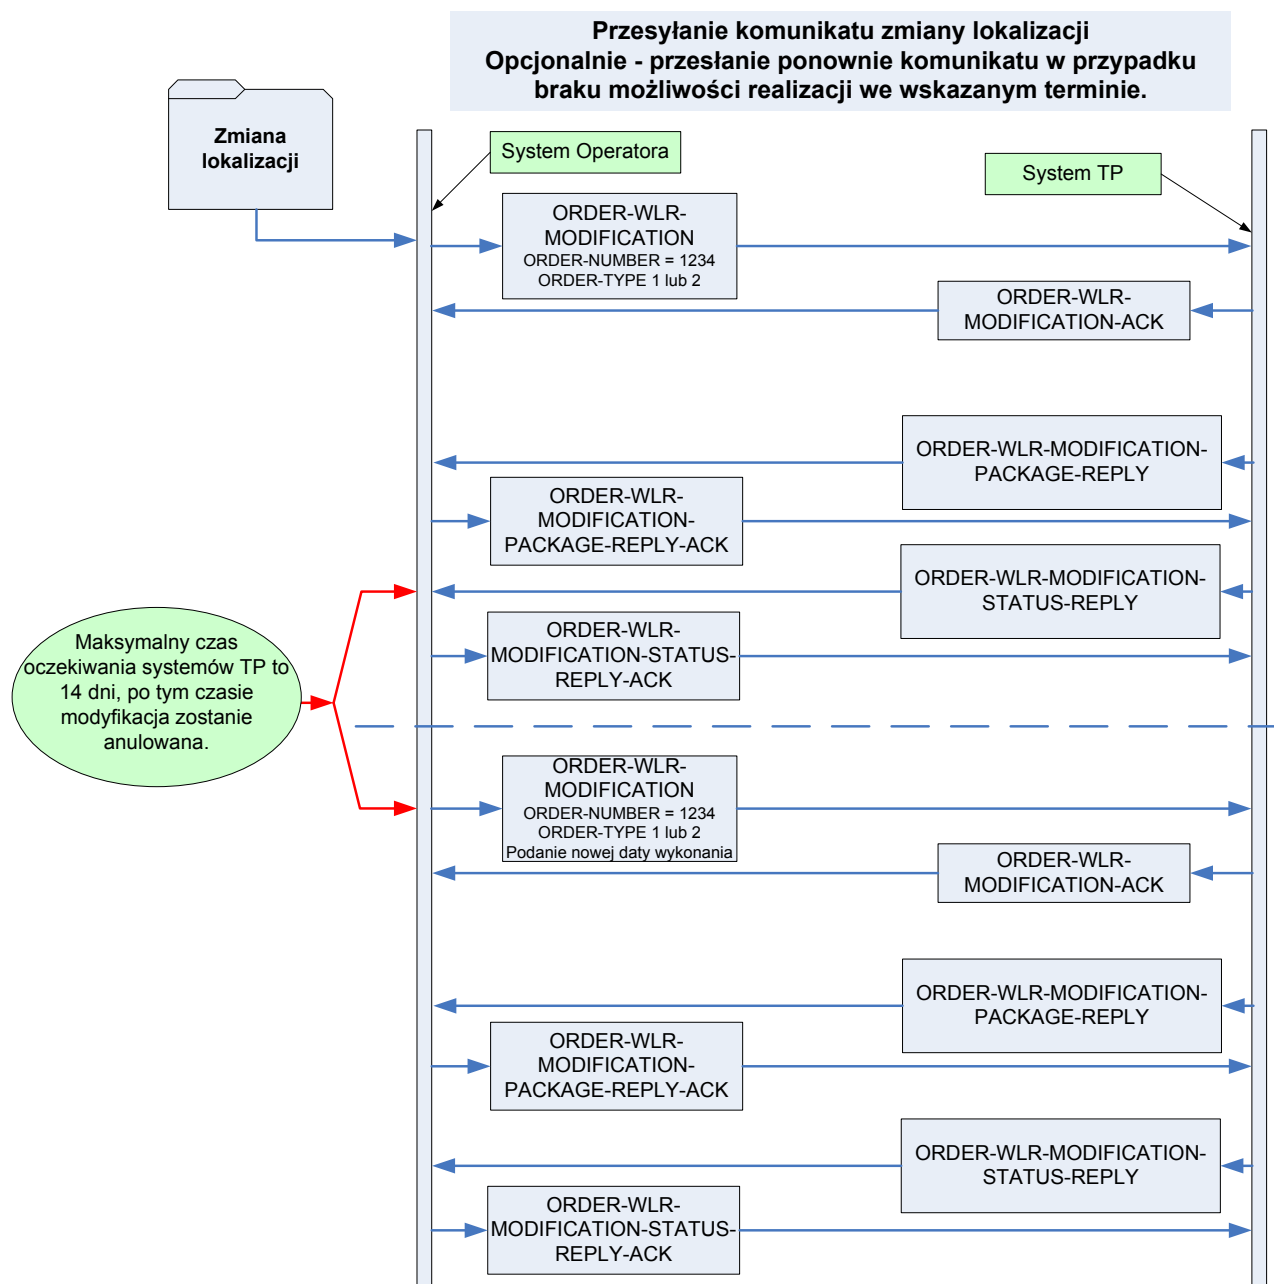 Przesyłanie komunikatu zmiany lokalizacji
Opcjonalnie - przesłanie ponownie komunikatu w przypadku
braku możliwości realizacji we wskazanym terminie.
Zmiana
lokalizacji
System Operatora
System TP
ORDER-WLR-
MODIFICATION
ORDER-NUMBER = 1234
ORDER-TYPE 1 lub 2
ORDER-WLR-
MODIFICATION-ACK
ORDER-WLR-MODIFICATION-
PACKAGE-REPLY
ORDER-WLR-
MODIFICATION-
PACKAGE-REPLY-ACK
ORDER-WLR-MODIFICATION-
STATUS-REPLY
ORDER-WLR-
MODIFICATION-STATUS-
REPLY-ACK
Maksymalny czas
oczekiwania systemów TP to
14 dni, po tym czasie
modyfikacja zostanie
anulowana.
ORDER-WLR-
MODIFICATION
ORDER-NUMBER = 1234
ORDER-TYPE 1 lub 2
Podanie nowej daty wykonania
ORDER-WLR-
MODIFICATION-ACK
ORDER-WLR-MODIFICATION-
PACKAGE-REPLY
ORDER-WLR-
MODIFICATION-
PACKAGE-REPLY-ACK
ORDER-WLR-MODIFICATION-
STATUS-REPLY
ORDER-WLR-
MODIFICATION-STATUS-
REPLY-ACK